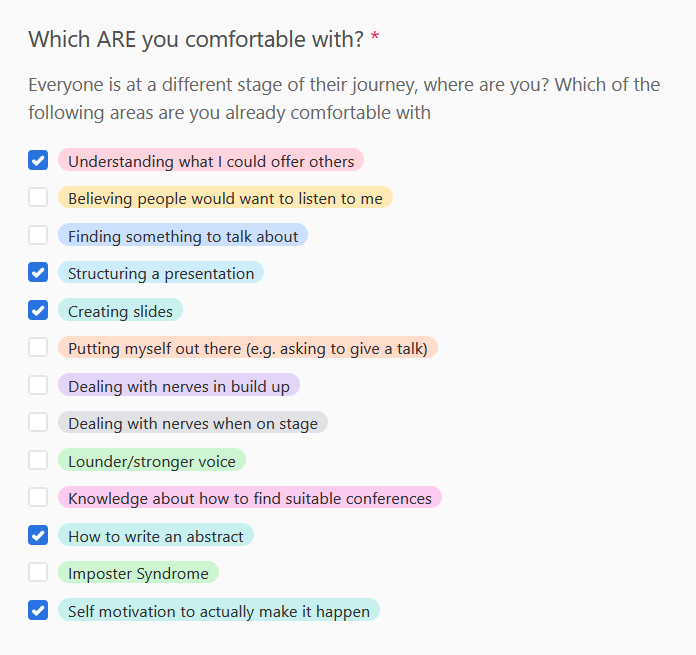 Which ARE you comfortable with? *
Everyone is at a different stage of their journey, where are you? Which of the
following areas are you already comfortable with
Understanding what I could offer others
Believing people would want to listen to me
Finding something to talk about
Structuring a presentation
Creating slides
Putting myself out there (e.g. asking to give a talk)
Dealing with nerves in build up
Dealing with nerves when on stage
Lounder/stronger voice
Knowledge about how to find suitable conferences
How to write an abstract
Imposter Syndrome
Self motivation to actually make it happen